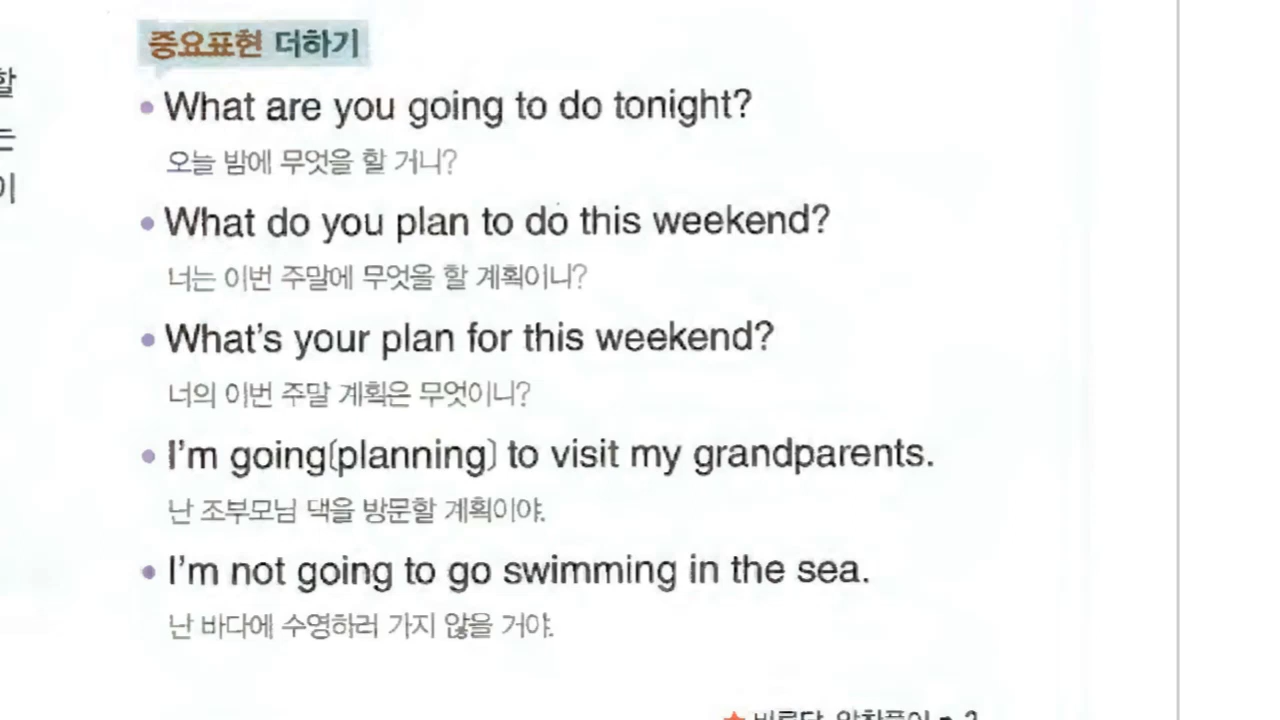 중요표현 더하기
할
는
이
• What are you going to do tonight?
오늘 밤에 무엇을 할 거니?
• What do you plan to do this weekend?
너는 이번 주말에 무엇을 할 계획이니?
• What's your plan for this weekend?
너의 이번 주말 계획은 무엇이니?
• I'm going(planning) to visit my grandparents.
난 조부모님 댁을 방문할 계획이야.
• I'm not going to go swimming in the sea.
난 바다에 수영하러 가지 않을 거야.